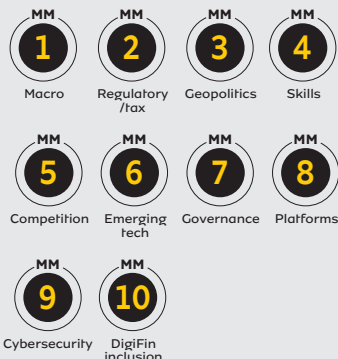 MM MM MM MM
1 2 3 4
Macro Regulatory Geopolitics Skills
/tax
MM MM MM MM
5 6 7 8
Competition Emerging Governance Platforms
tech
MM MM
9 10
Cybersecurity DigiFin
inclusion